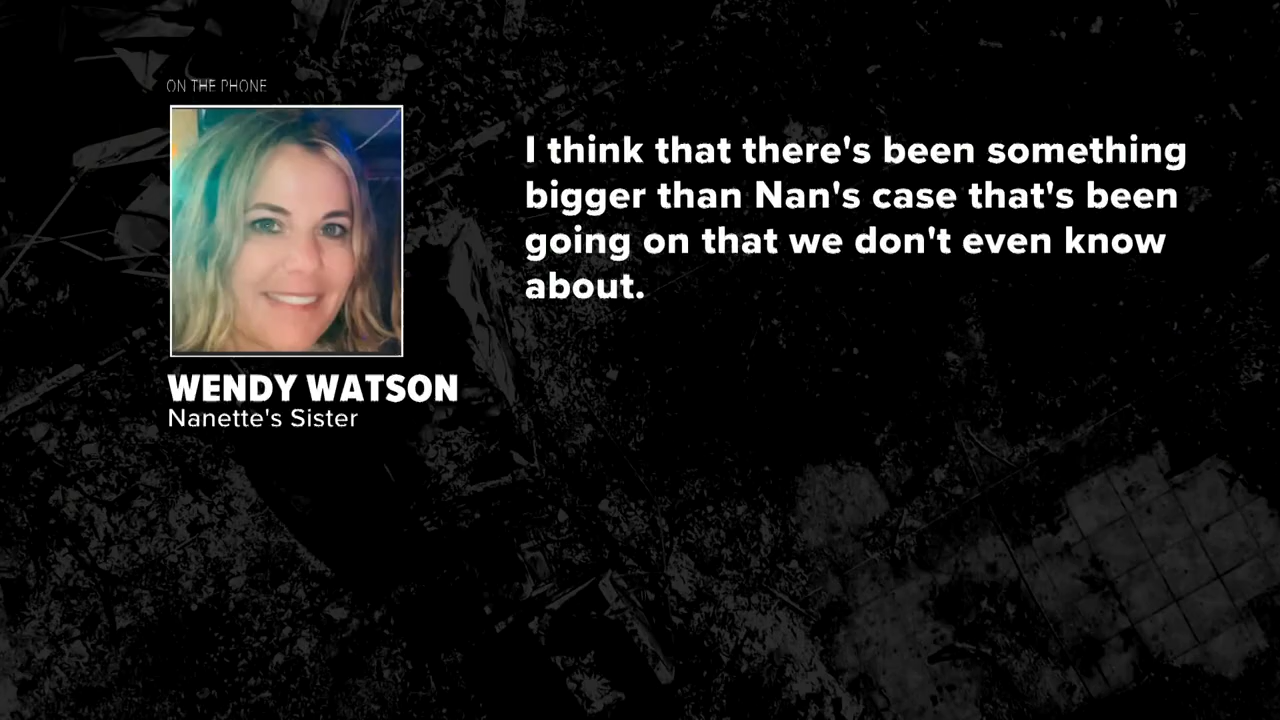 ON THE PHONE
I think that there's been something
bigger than Nan's case that's been
going on that we don't even know
about.
WENDY WATSON
Nanette's Sister